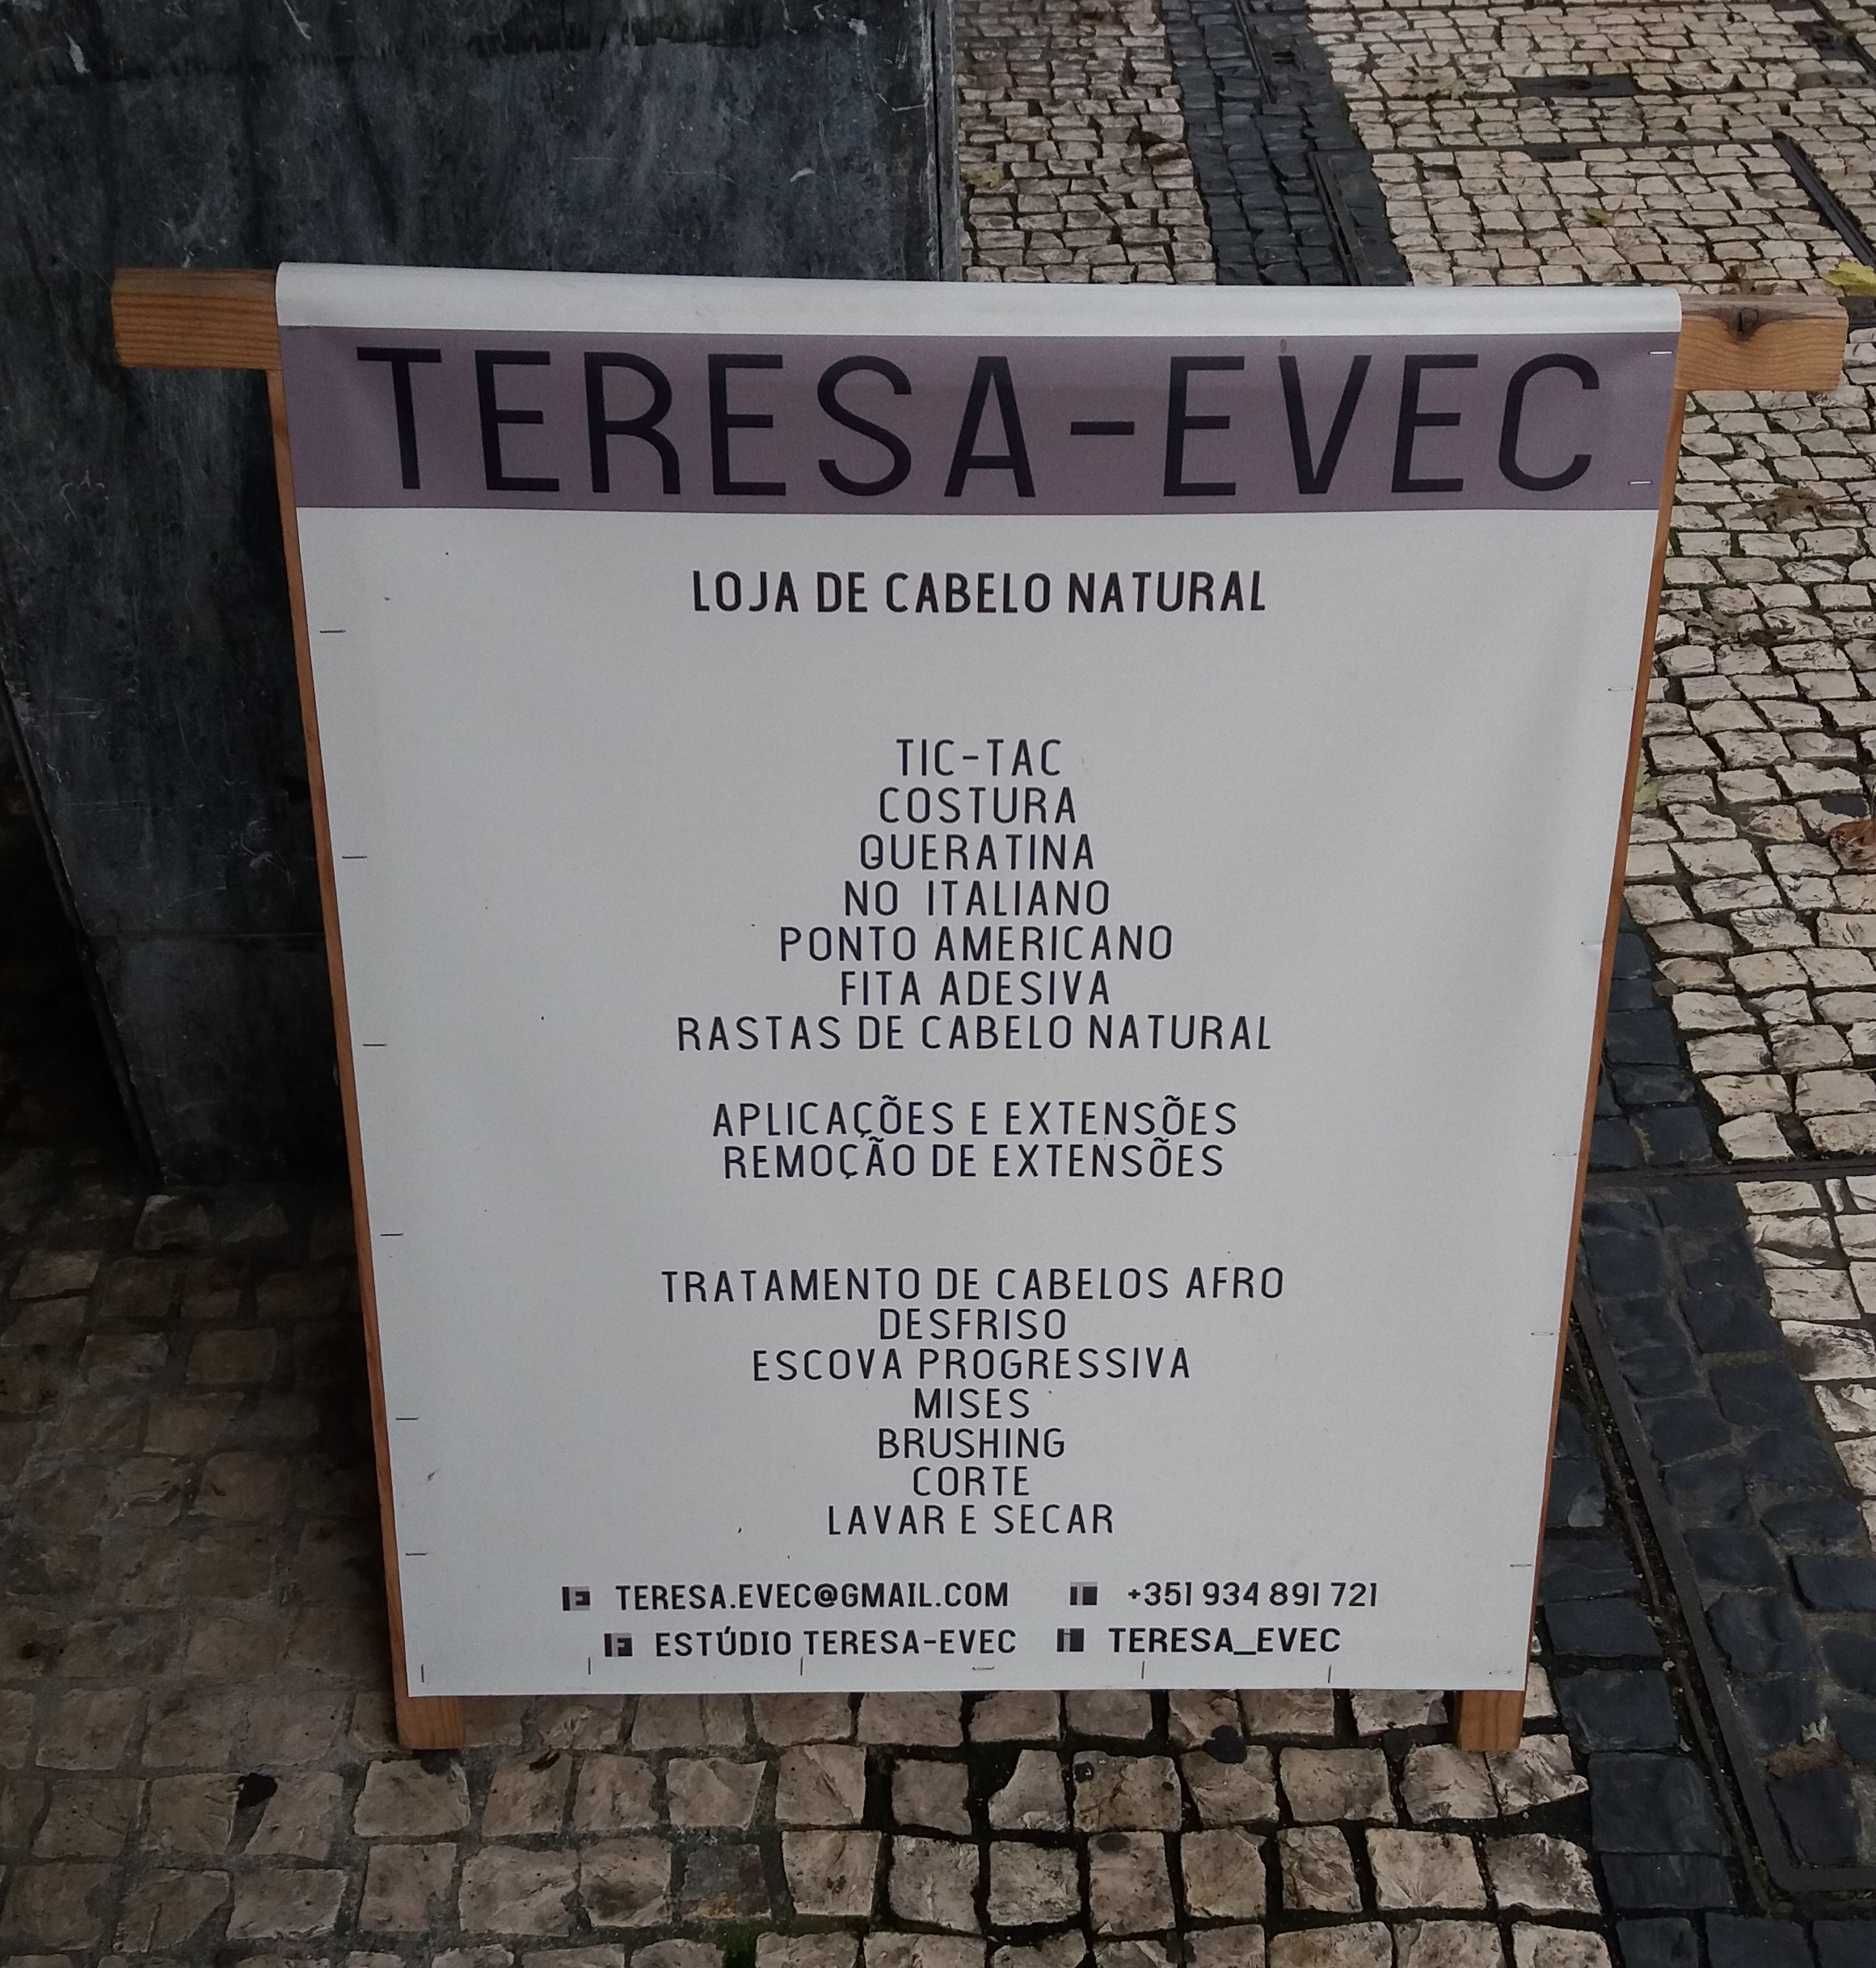 TERESA-EVEC
LOJA DE CABELO NATURAL
TIC-TAC
COSTURA
QUERATINA
NO ITALIANO
PONTO AMERICANO
FITA ADESIVA
RASTAS DE CABELO NATURAL
APLICAÇÕES E EXTENSÕES
REMOÇÃO DE EXTENSÕES
TRATAMENTO DE CABELOS AFRO
DESFRISO
ESCOVA PROGRESSIVA
MISES
BRUSHING
CORTE
LAVAR E SECAR
E TERESA.EVEC@GMAIL.COM T +351 934 891 721
F ESTÚDIO TERESA-EVEC I TERESA_EVEC